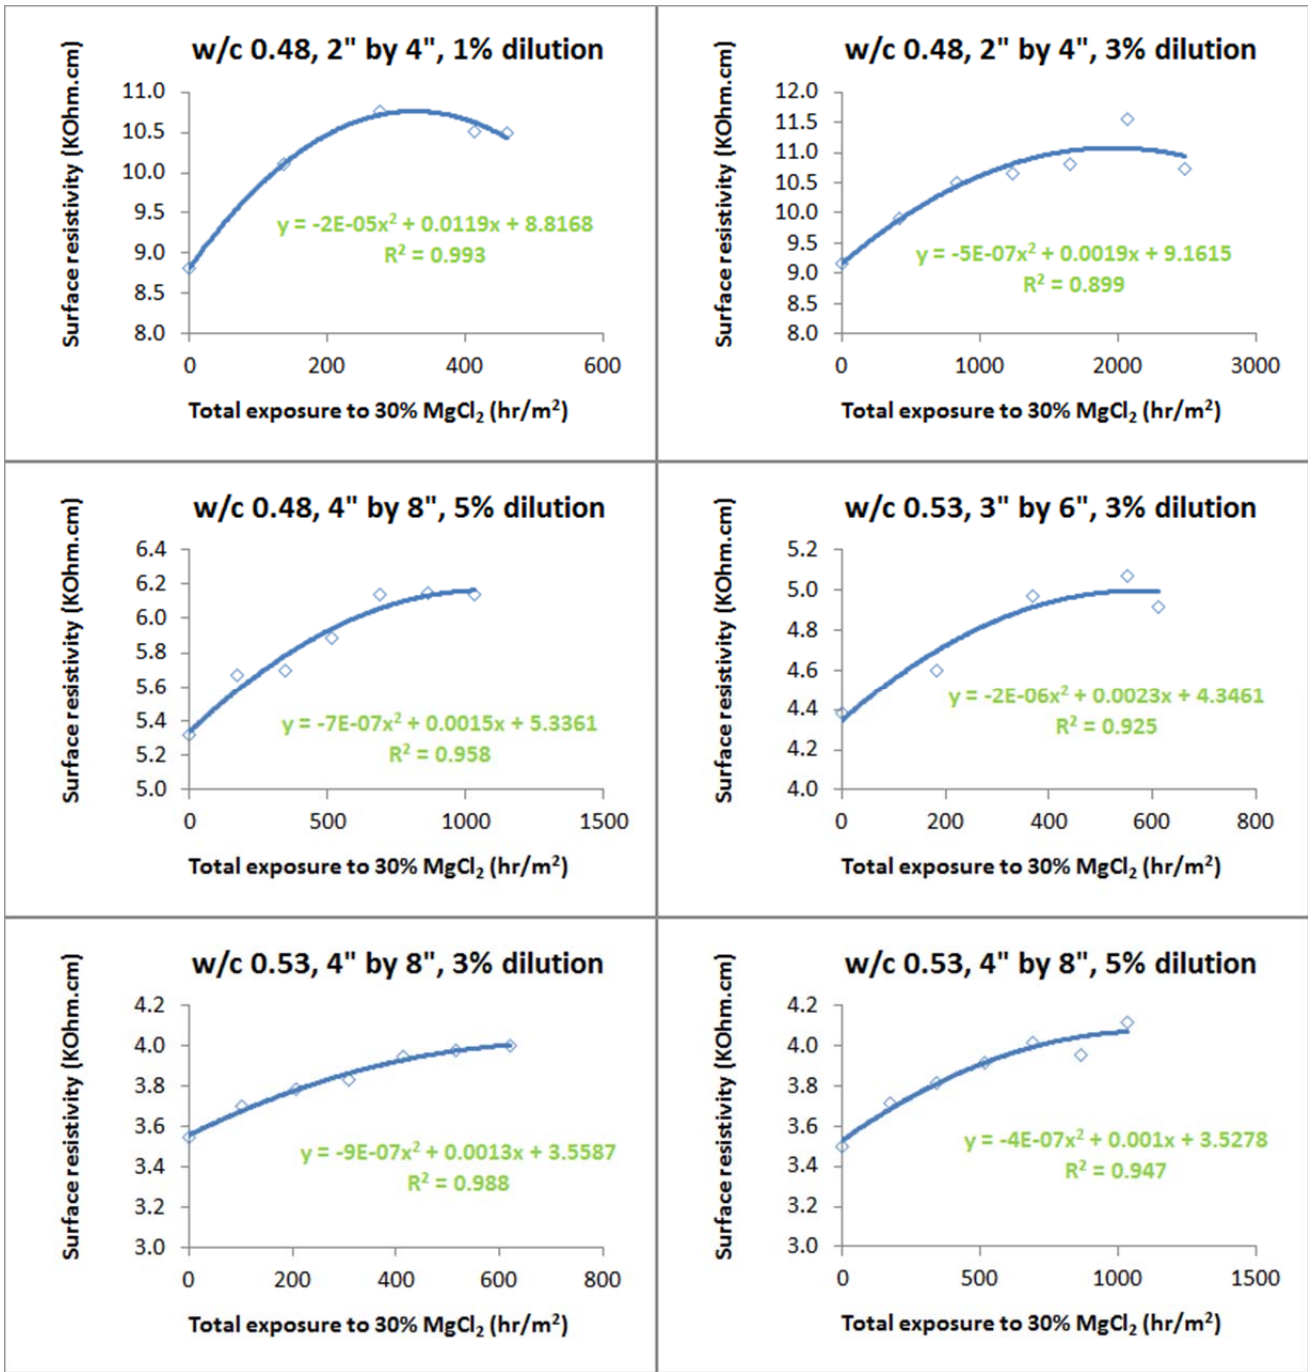 w/c 0.48, 2" by 4", 1% dilution
Surface resistivity (KOhm.cm)
11.0
10.5
10.0
9.5
9.0
8.5
8.0
y = -2E-05x² + 0.0119x + 8.8168
R² = 0.993
0 200 400 600
Total exposure to 30% MgCl₂ (hr/m²)
w/c 0.48, 2" by 4", 3% dilution
Surface resistivity (KOhm.cm)
12.0
11.5
11.0
10.5
10.0
9.5
9.0
8.5
8.0
y = -5E-07x² + 0.0019x + 9.1615
R² = 0.899
0 1000 2000 3000
Total exposure to 30% MgCl₂ (hr/m²)
w/c 0.48, 4" by 8", 5% dilution
Surface resistivity (KOhm.cm)
6.4
6.2
6.0
5.8
5.6
5.4
5.2
5.0
y = -7E-07x² + 0.0015x + 5.3361
R² = 0.958
0 500 1000 1500
Total exposure to 30% MgCl₂ (hr/m²)
w/c 0.53, 3" by 6", 3% dilution
Surface resistivity (KOhm.cm)
5.2
5.0
4.8
4.6
4.4
4.2
4.0
y = -2E-06x² + 0.0023x + 4.3461
R² = 0.925
0 200 400 600 800
Total exposure to 30% MgCl₂ (hr/m²)
w/c 0.53, 4" by 8", 3% dilution
Surface resistivity (KOhm.cm)
4.2
4.0
3.8
3.6
3.4
3.2
3.0
y = -9E-07x² + 0.0013x + 3.5587
R² = 0.988
0 200 400 600 800
Total exposure to 30% MgCl₂ (hr/m²)
w/c 0.53, 4" by 8", 5% dilution
Surface resistivity (KOhm.cm)
4.2
4.0
3.8
3.6
3.4
3.2
3.0
y = -4E-07x² + 0.001x + 3.5278
R² = 0.947
0 500 1000 1500
Total exposure to 30% MgCl₂ (hr/m²)